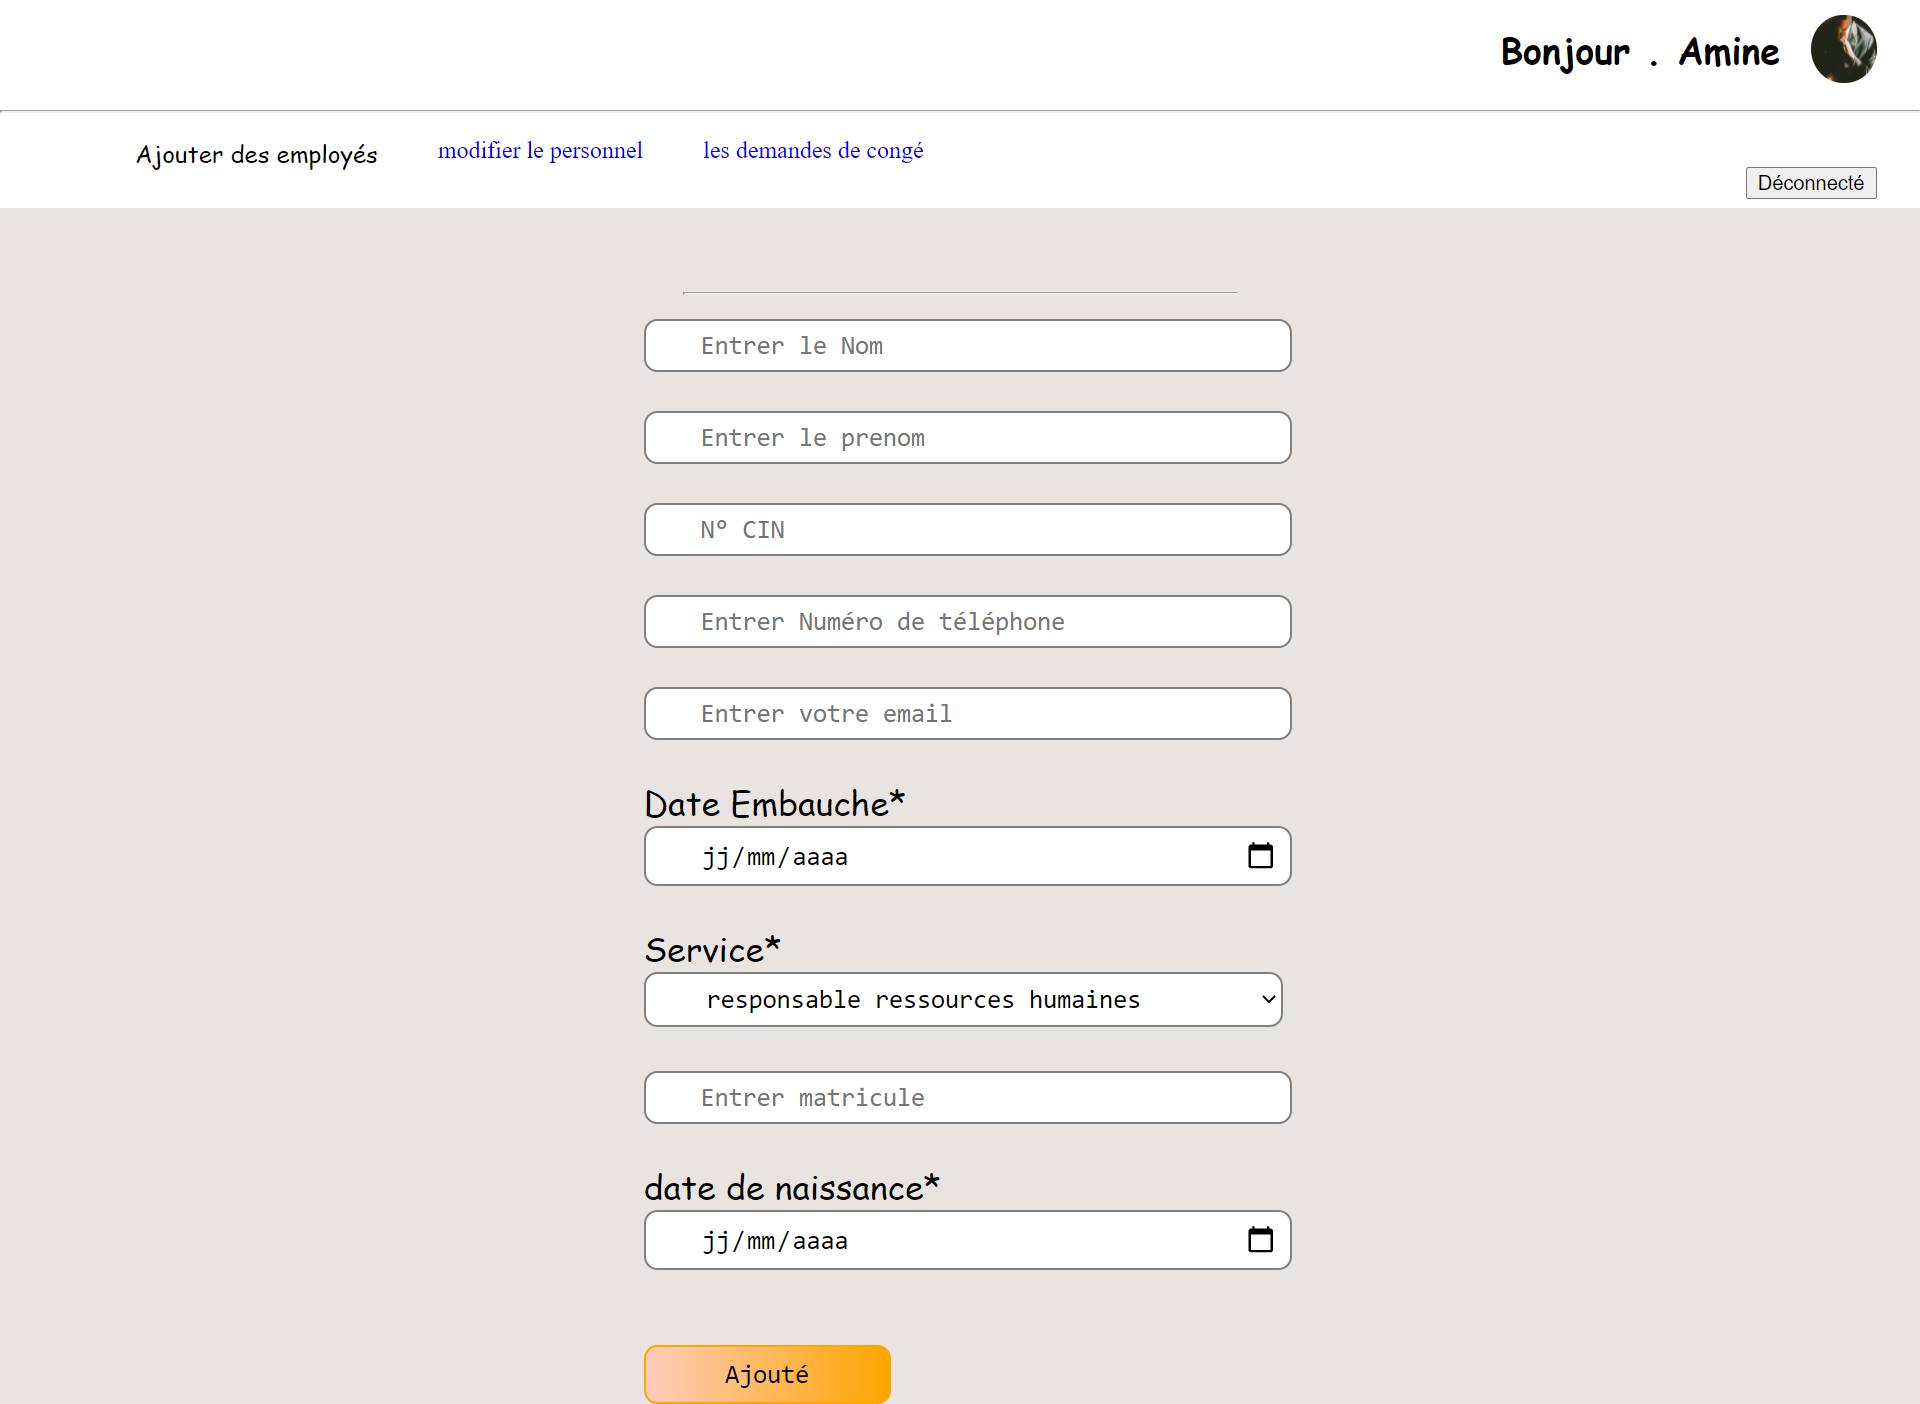 Bonjour . Amine
Ajouter des employés
modifier le personnel
les demandes de congé
Déconnecté
Entrer le Nom
Entrer le prenom
N° CIN
Entrer Numéro de téléphone
Entrer votre email
Date Embauche*
jj/mm/aaaa
Service*
responsable ressources humaines
Entrer matricule
date de naissance*
jj/mm/aaaa
Ajouté